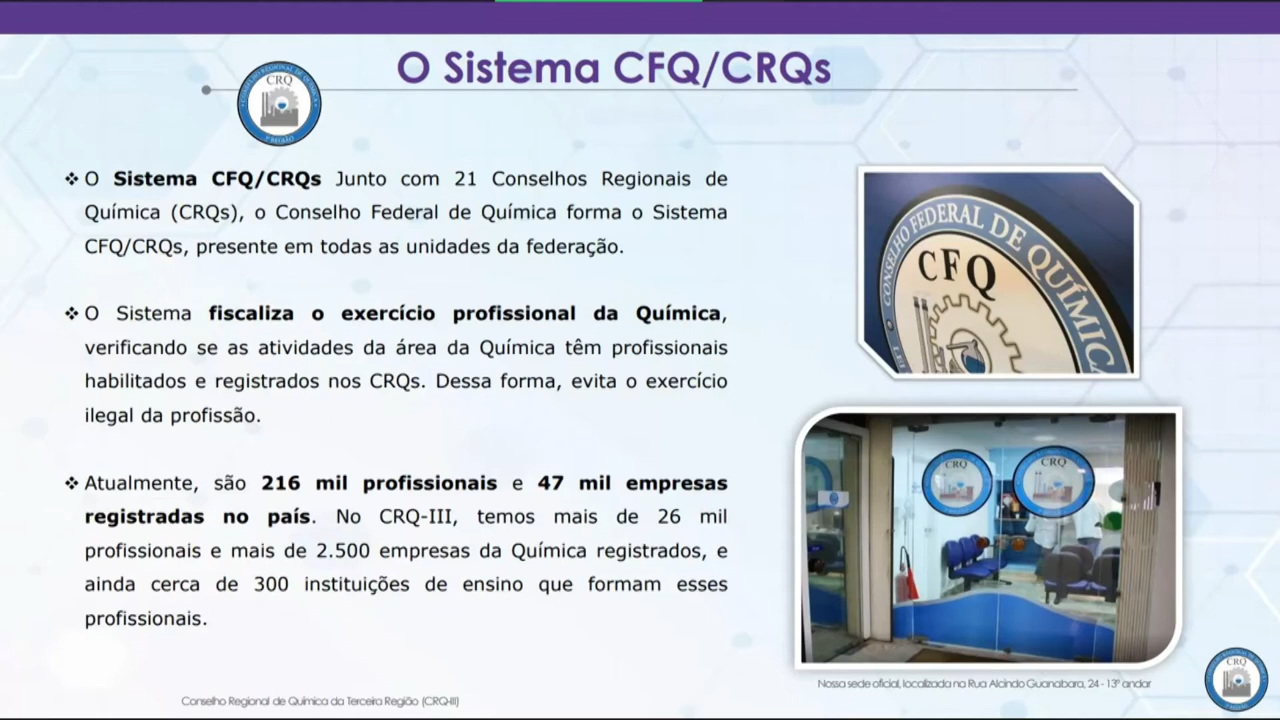 O Sistema CFQ/CRQs
CRQ
❖ O Sistema CFQ/CRQs Junto com 21 Conselhos Regionais de
Química (CRQs), o Conselho Federal de Química forma o Sistema
CFQ/CRQs, presente em todas as unidades da federação.
❖ O Sistema fiscaliza o exercício profissional da Química,
verificando se as atividades da área da Química têm profissionais
habilitados e registrados nos CRQs. Dessa forma, evita o exercício
ilegal da profissão.
❖ Atualmente, são 216 mil profissionais e 47 mil empresas
registradas no país. No CRQ-III, temos mais de 26 mil
profissionais e mais de 2.500 empresas da Química registrados, e
ainda cerca de 300 instituições de ensino que formam esses
profissionais.
CONSELHO FEDERAL DE QUÍMICA
CFQ
CRQ
CRQ
Nossa sede oficial, localizada na Rua Alcindo Guanabara, 24 - 13º andar
Conselho Regional de Química da Terceira Região (CRQ-III)
CRQ